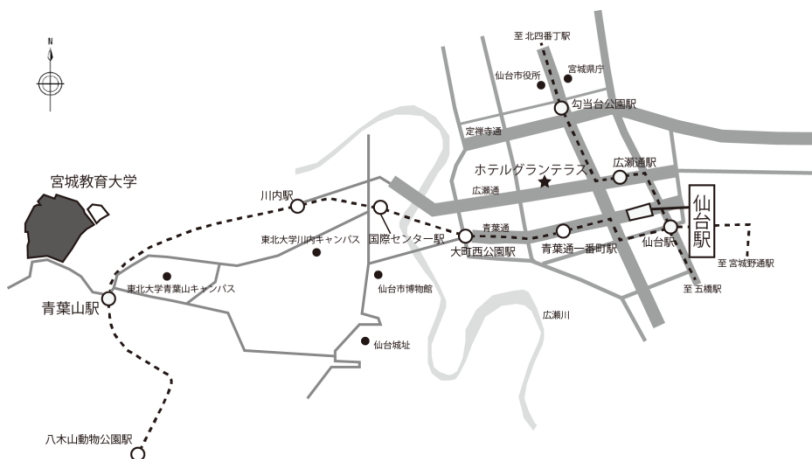 N
至 北四番丁駅
仙台市役所
宮城県庁
勾当台公園駅
定禅寺通
ホテルグランテラス
広瀬通駅
宮城教育大学
川内駅
広瀬通
仙台駅
東北大学川内キャンパス
国際センター駅
青葉通
大町西公園駅
青葉通一番町駅
仙台駅
至 宮城野通駅
東北大学青葉山キャンパス
仙台市博物館
至 五橋駅
青葉山駅
広瀬川
仙台城址
八木山動物公園駅